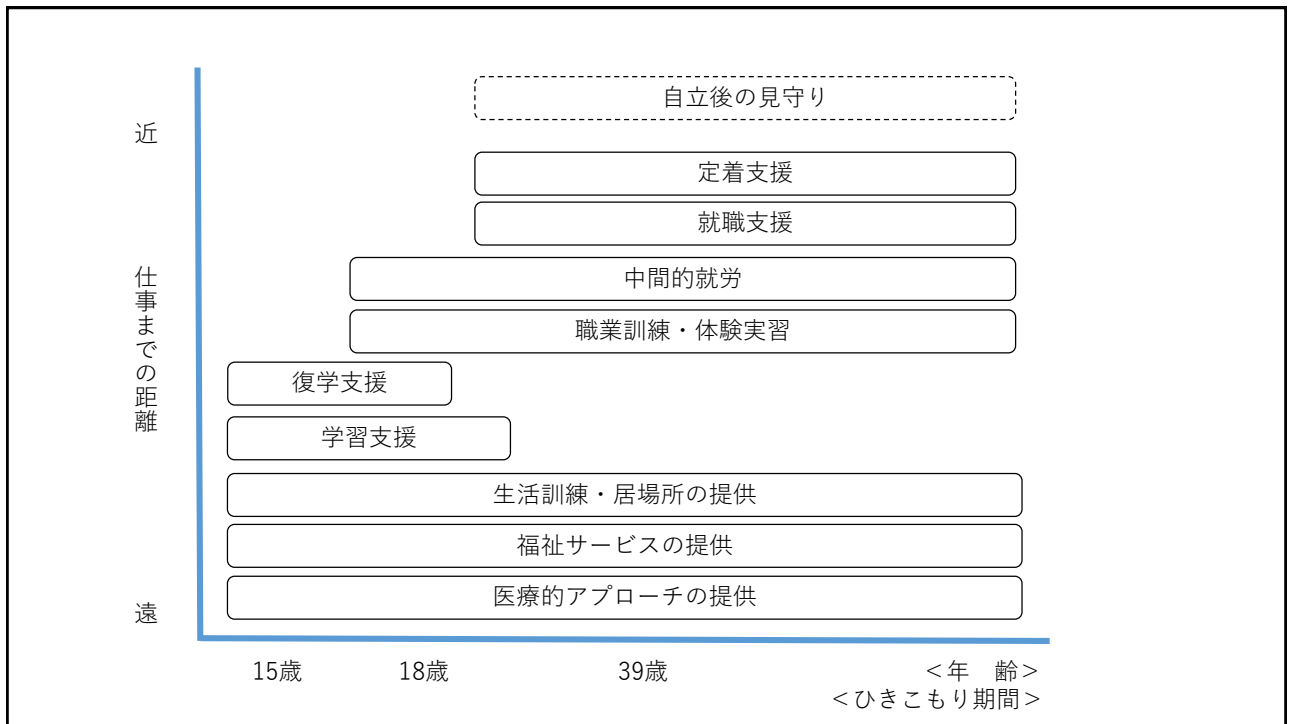 自立後の見守り
近
定着支援
就職支援
仕事までの距離
中間的就労
職業訓練・体験実習
復学支援
学習支援
生活訓練・居場所の提供
福祉サービスの提供
医療的アプローチの提供
遠
15歳 18歳 39歳 <年　齢>
<ひきこもり期間>